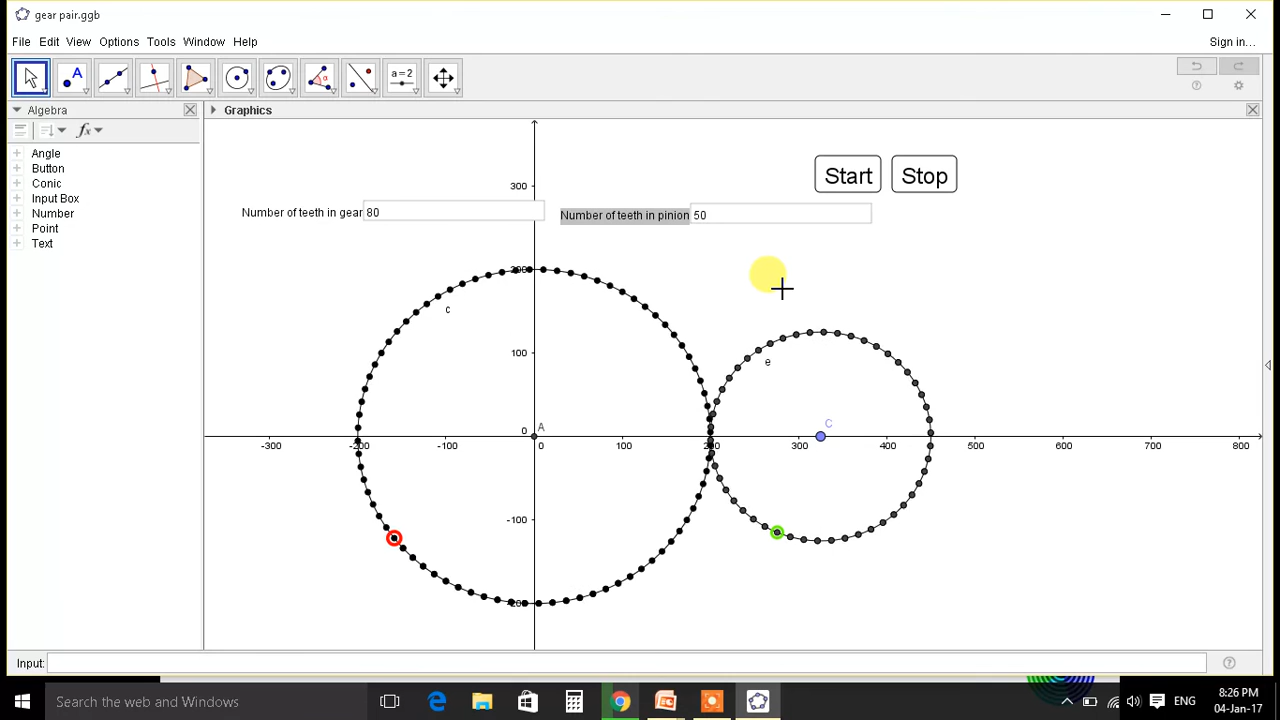 gear pair.ggb
File Edit View Options Tools Window Help
Sign in...
A
α
a=2
Algebra
Graphics
fx
Angle
Button
Conic
Input Box
Number
Point
Text
Start Stop
Number of teeth in gear 80
Number of teeth in pinion 50
300
200
100
0
-100
-200
c
e
A
C
-300 -200 -100 0 100 200 300 400 500 600 700 800
Input:
Search the Web and Windows
ENG
8:26 PM
04-Jan-17